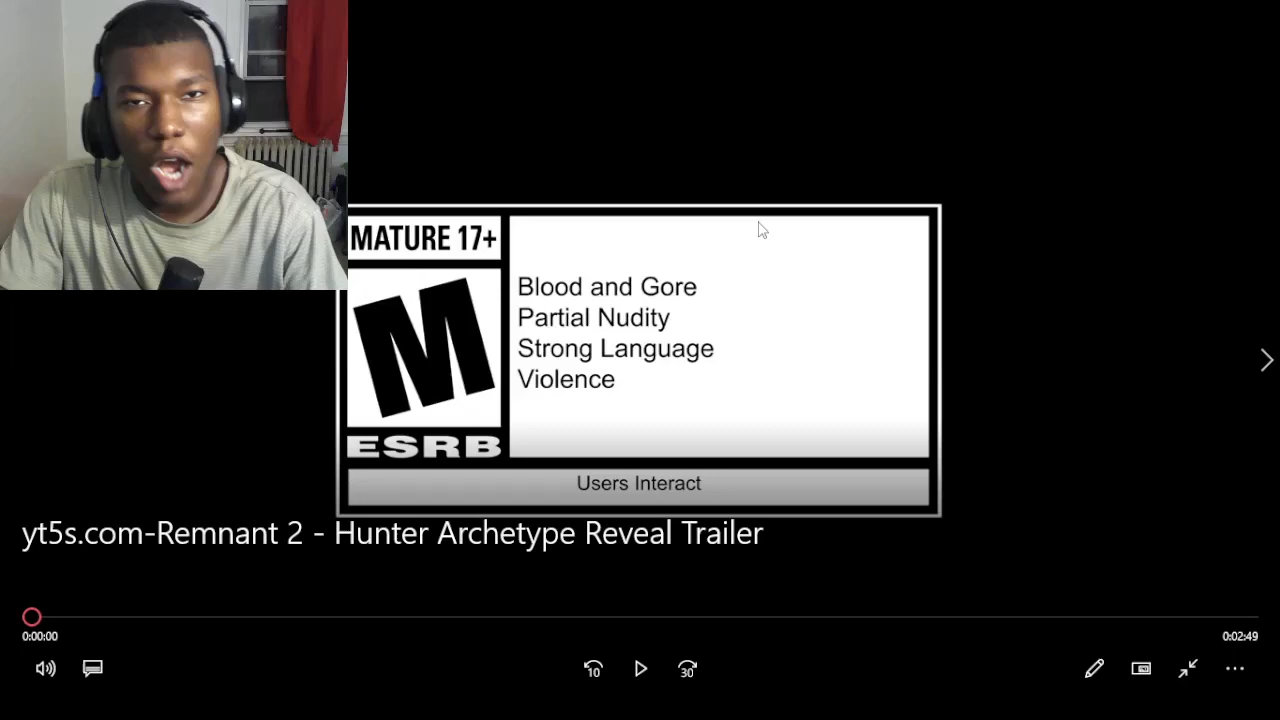 MATURE 17+
M
ESRB
Blood and Gore
Partial Nudity
Strong Language
Violence
Users Interact
yt5s.com-Remnant 2 - Hunter Archetype Reveal Trailer
0:00:00
0:02:49
10
30